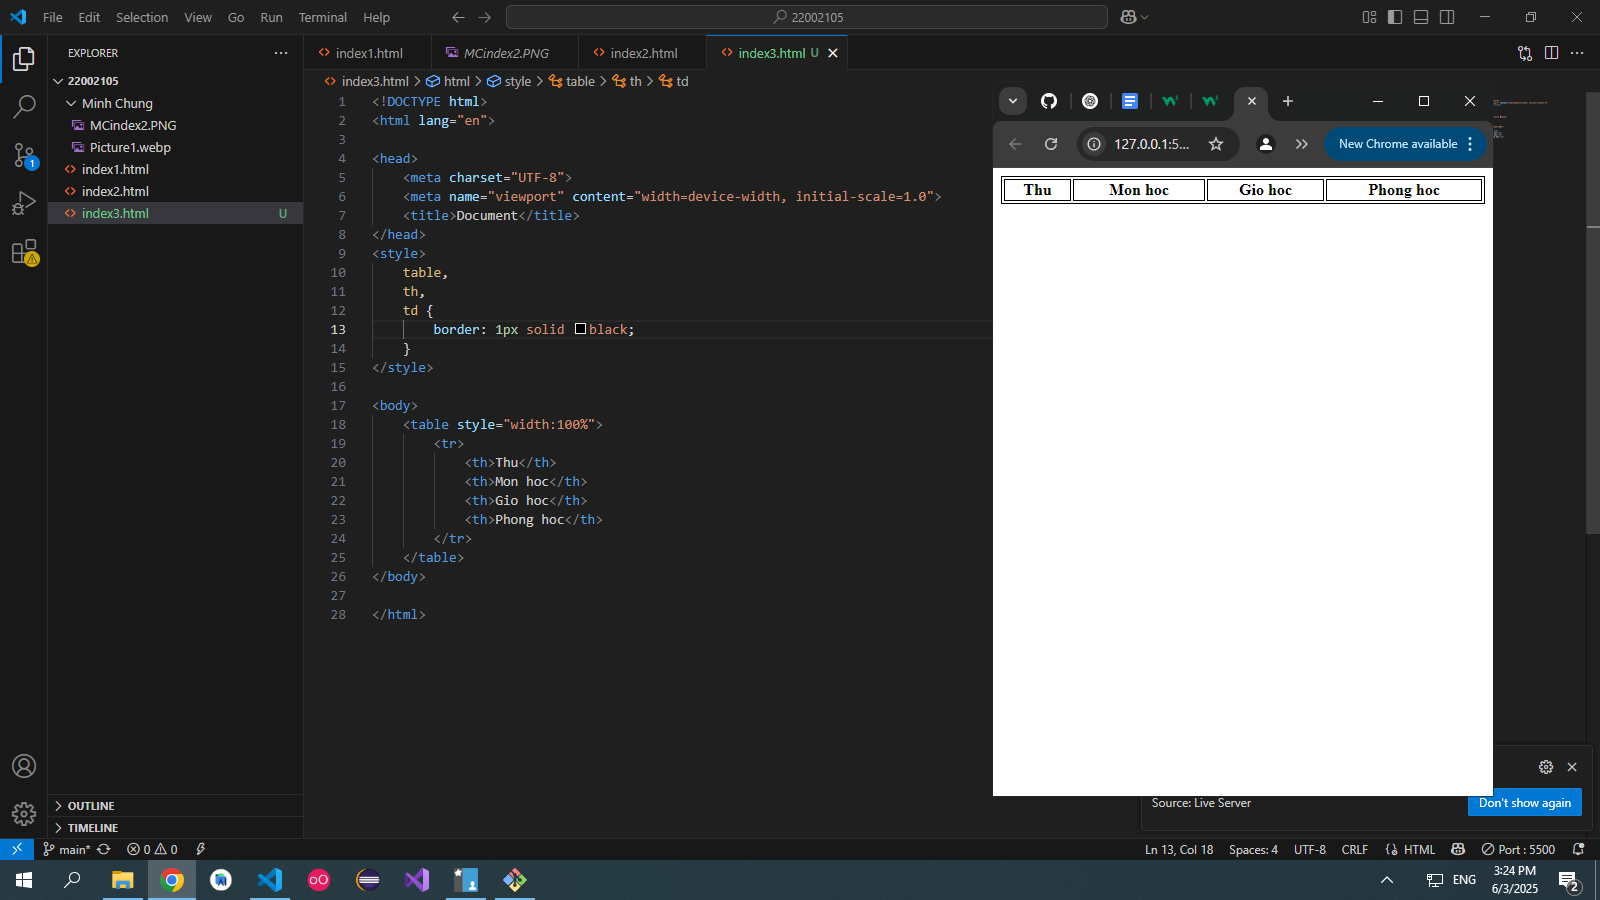 File Edit Selection View Go Run Terminal Help
22002105
EXPLORER
22002105
Minh Chung
MCindex2.PNG
Picture1.webp
index1.html
index2.html
index3.html U
OUTLINE
TIMELINE
index1.html
MCindex2.PNG
index2.html
index3.html U
index3.html > html > style > table > th > td
1 <!DOCTYPE html>
2 <html lang="en">
3
4 <head>
5 <meta charset="UTF-8">
6 <meta name="viewport" content="width=device-width, initial-scale=1.0">
7 <title>Document</title>
8 </head>
9 <style>
10 table,
11 th,
12 td {
13 border: 1px solid black;
14 }
15 </style>
16
17 <body>
18 <table style="width:100%">
19 <tr>
20 <th>Thu</th>
21 <th>Mon hoc</th>
22 <th>Gio hoc</th>
23 <th>Phong hoc</th>
24 </tr>
25 </table>
26 </body>
27
28 </html>
127.0.0.1:5...
New Chrome available
Thu Mon hoc Gio hoc Phong hoc
Source: Live Server
Don't show again
1
main*
0 0
Ln 13, Col 18
Spaces: 4
UTF-8
CRLF
HTML
Port : 5500
ENG
3:24 PM
6/3/2025
2